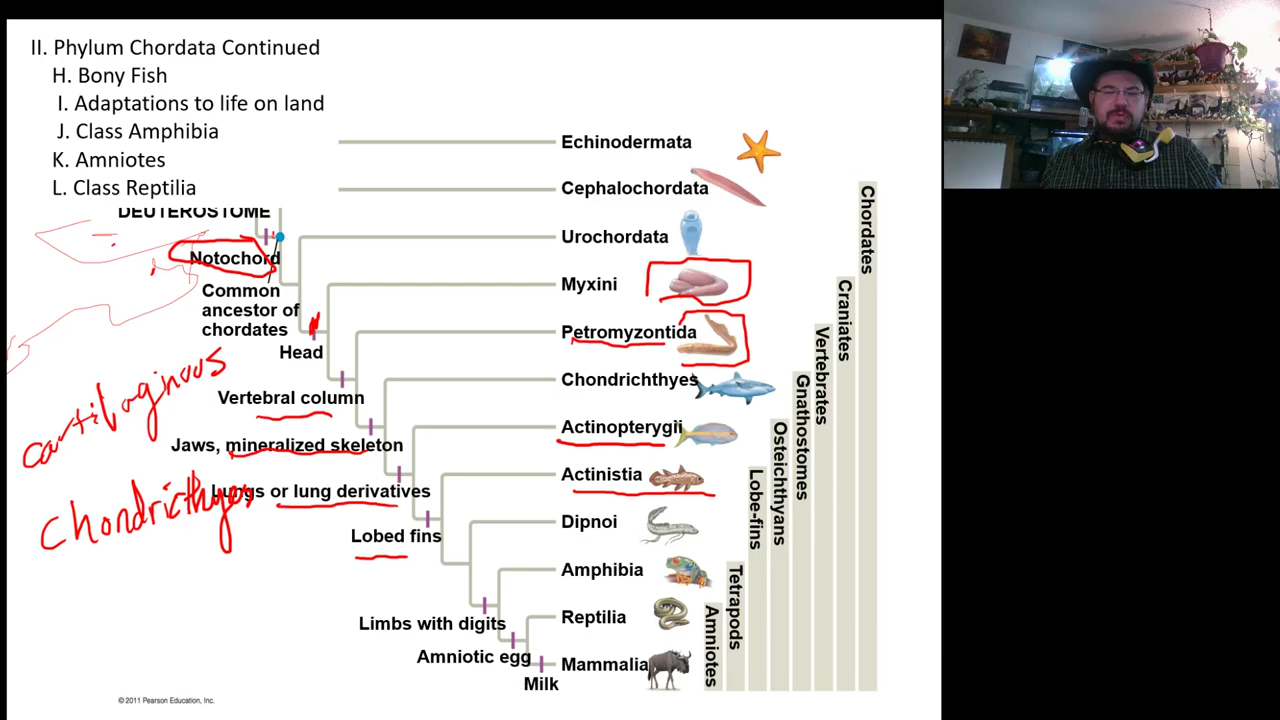 II. Phylum Chordata Continued
H. Bony Fish
I. Adaptations to life on land
J. Class Amphibia
K. Amniotes
L. Class Reptilia
Echinodermata
Cephalochordata
DEUTEROSTOME
Urochordata
Notochord
Common
ancestor of
chordates
Myxini
Petromyzontida
Head
Chondrichthyes
Vertebral column
Actinopterygii
Jaws, mineralized skeleton
Actinistia
Lungs or lung derivatives
Dipnoi
Lobed fins
Amphibia
Limbs with digits
Reptilia
Amniotic egg
Mammalia
Milk
Chordates
Craniates
Vertebrates
Gnathostomes
Osteichthyans
Lobe-fins
Tetrapods
Amniotes
cartilaginous
Chondricthyes
© 2011 Pearson Education, Inc.